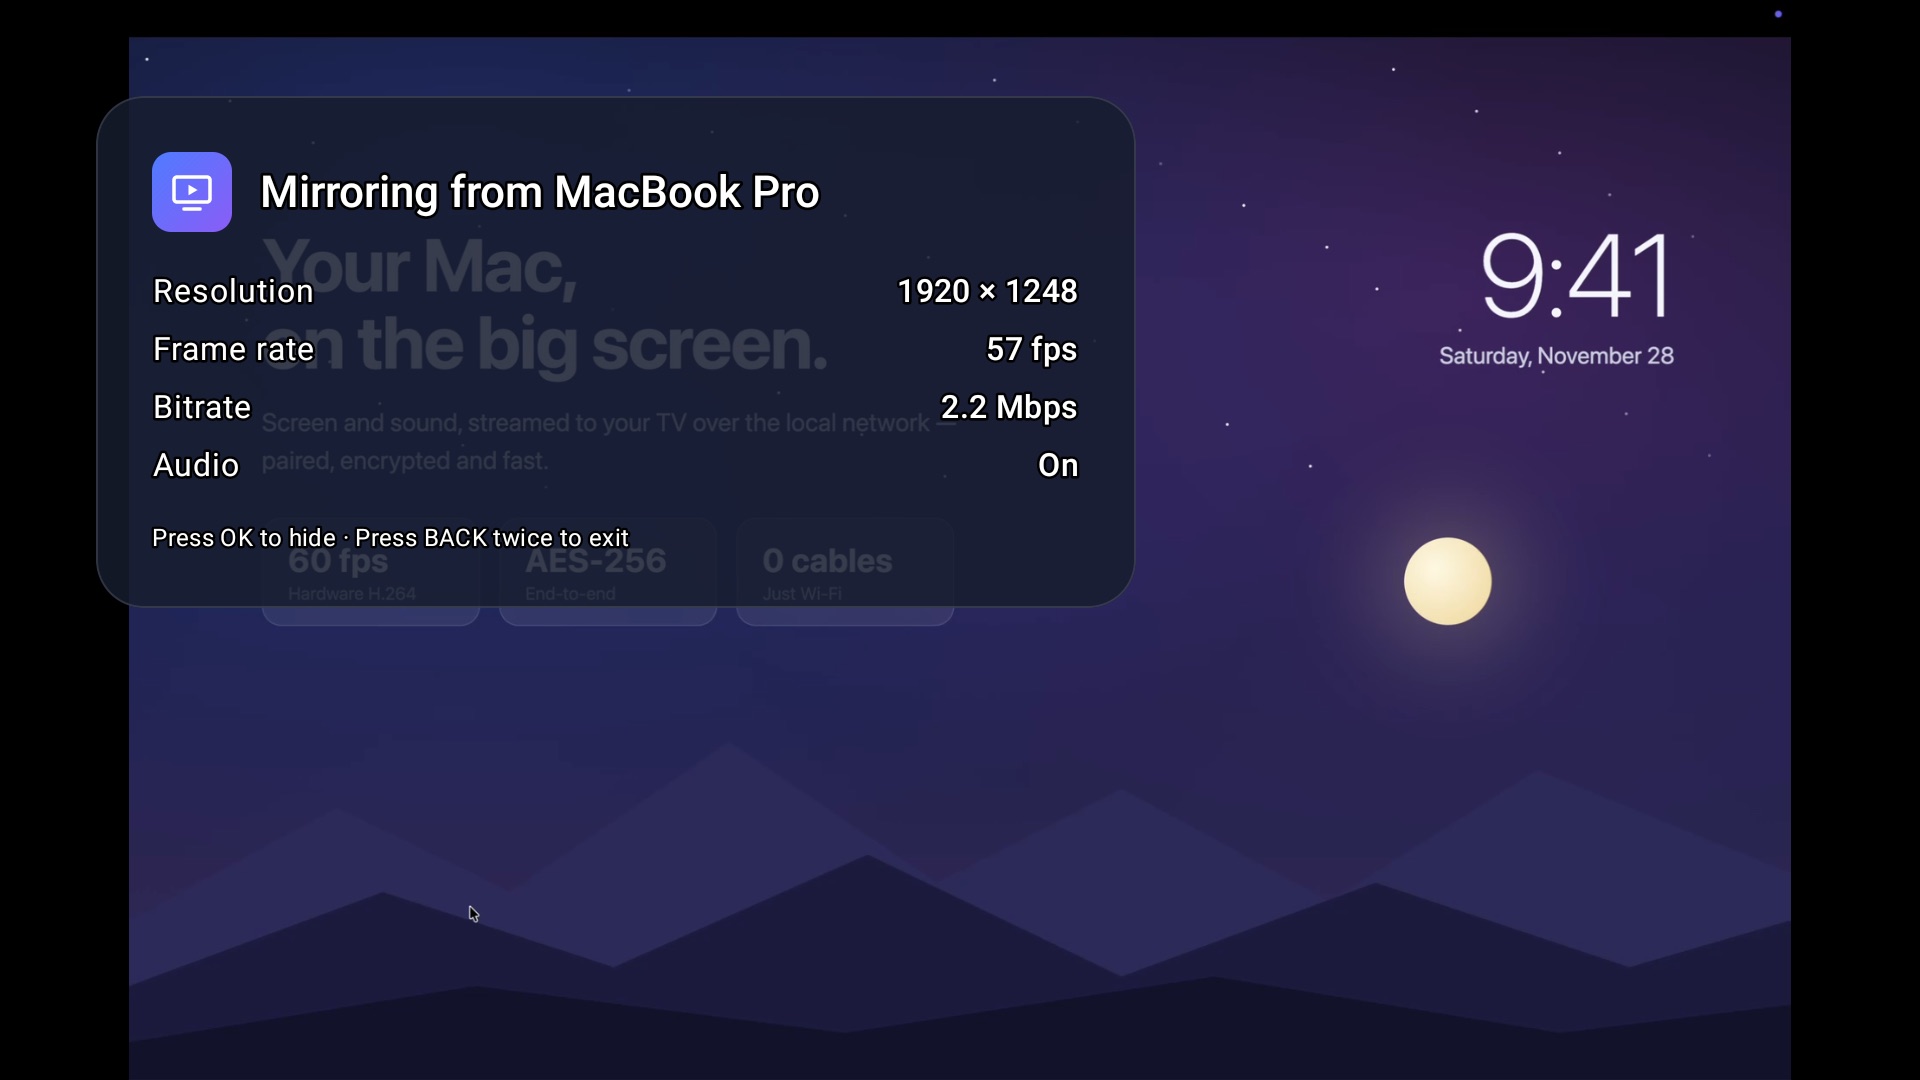 Mirroring from MacBook Pro
Your Mac,
Resolution 1920 × 1248
on the big screen.
Frame rate 57 fps
Bitrate 2.2 Mbps
Screen and sound, streamed to your TV over the local network —
paired, encrypted and fast.
Audio On
Press OK to hide · Press BACK twice to exit
60 fps AES-256 0 cables
Hardware H.264 End-to-end Just Wi-Fi
9:41
Saturday, November 28